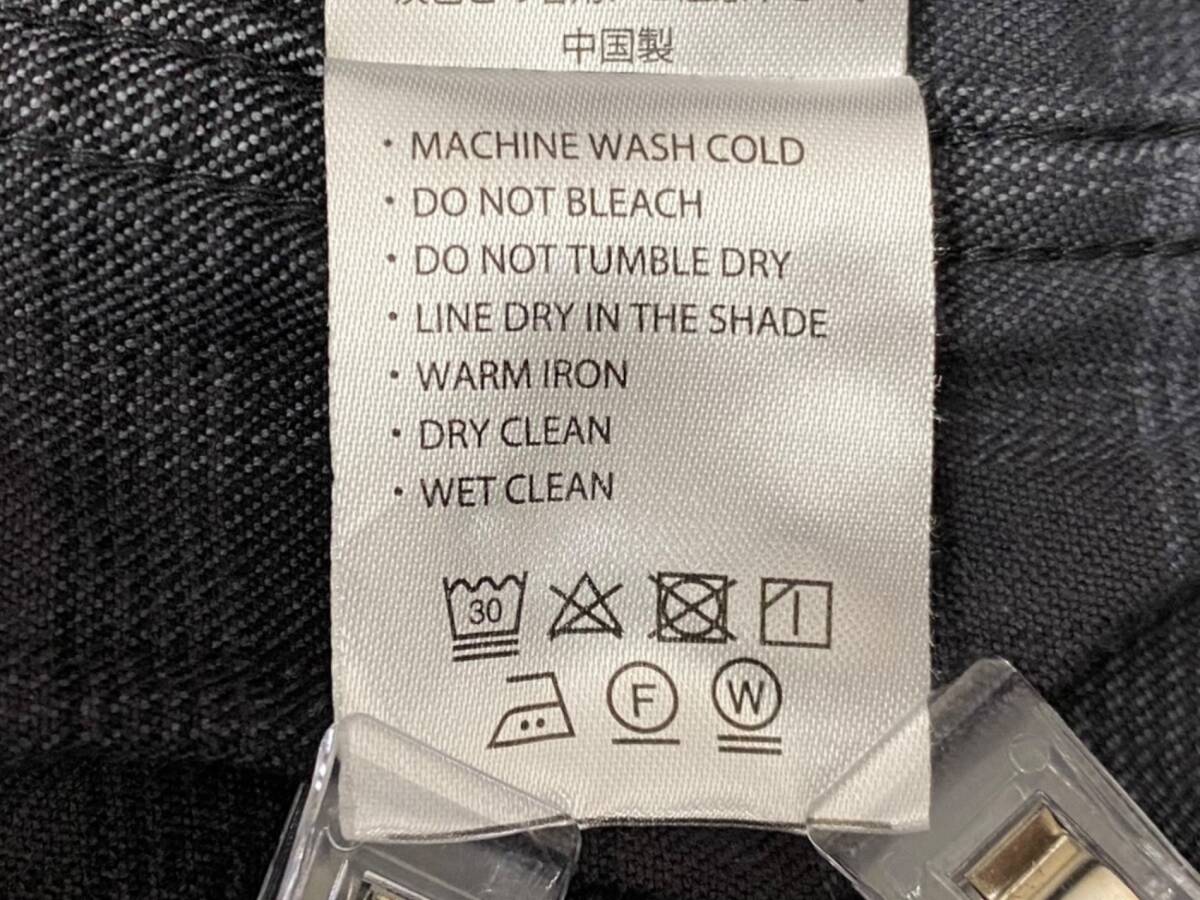 中国製
・ MACHINE WASH COLD
・ DO NOT BLEACH
・ DO NOT TUMBLE DRY
・ LINE DRY IN THE SHADE
・ WARM IRON
・ DRY CLEAN
・ WET CLEAN
30
F W